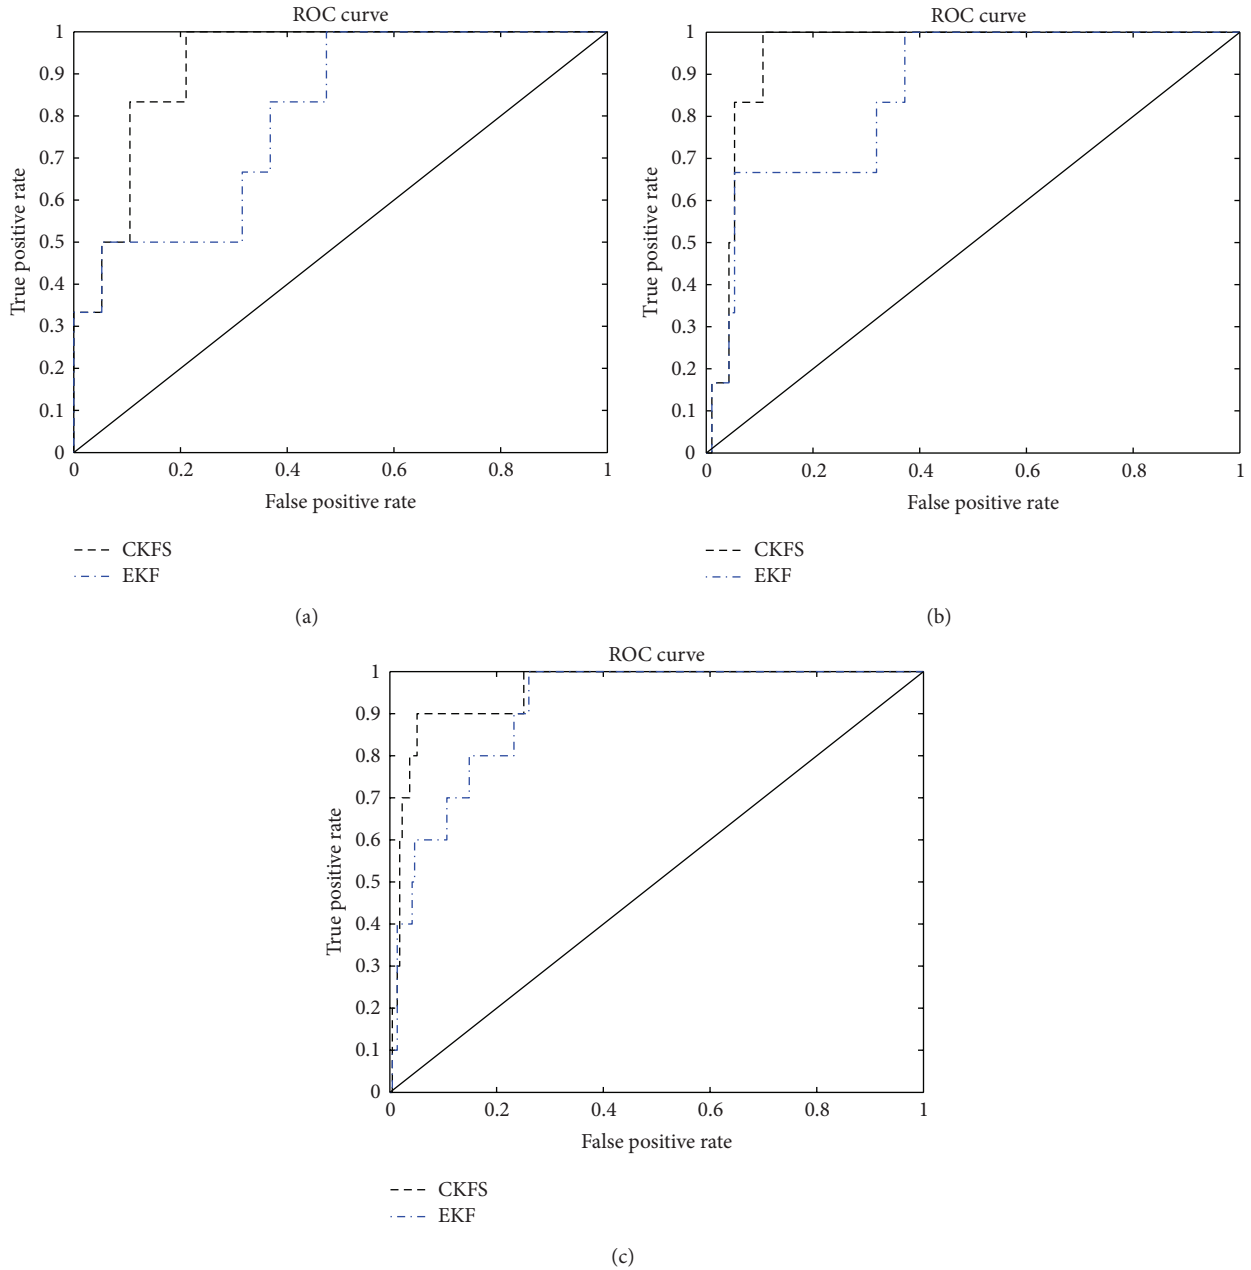 ROC curve
1
0.9
0.8
0.7
0.6
0.5
0.4
0.3
0.2
0.1
0
True positive rate
0 0.2 0.4 0.6 0.8 1
False positive rate
CKFS
EKF
(a)
ROC curve
1
0.9
0.8
0.7
0.6
0.5
0.4
0.3
0.2
0.1
0
True positive rate
0 0.2 0.4 0.6 0.8 1
False positive rate
CKFS
EKF
(b)
ROC curve
1
0.9
0.8
0.7
0.6
0.5
0.4
0.3
0.2
0.1
0
True positive rate
0 0.2 0.4 0.6 0.8 1
False positive rate
CKFS
EKF
(c)